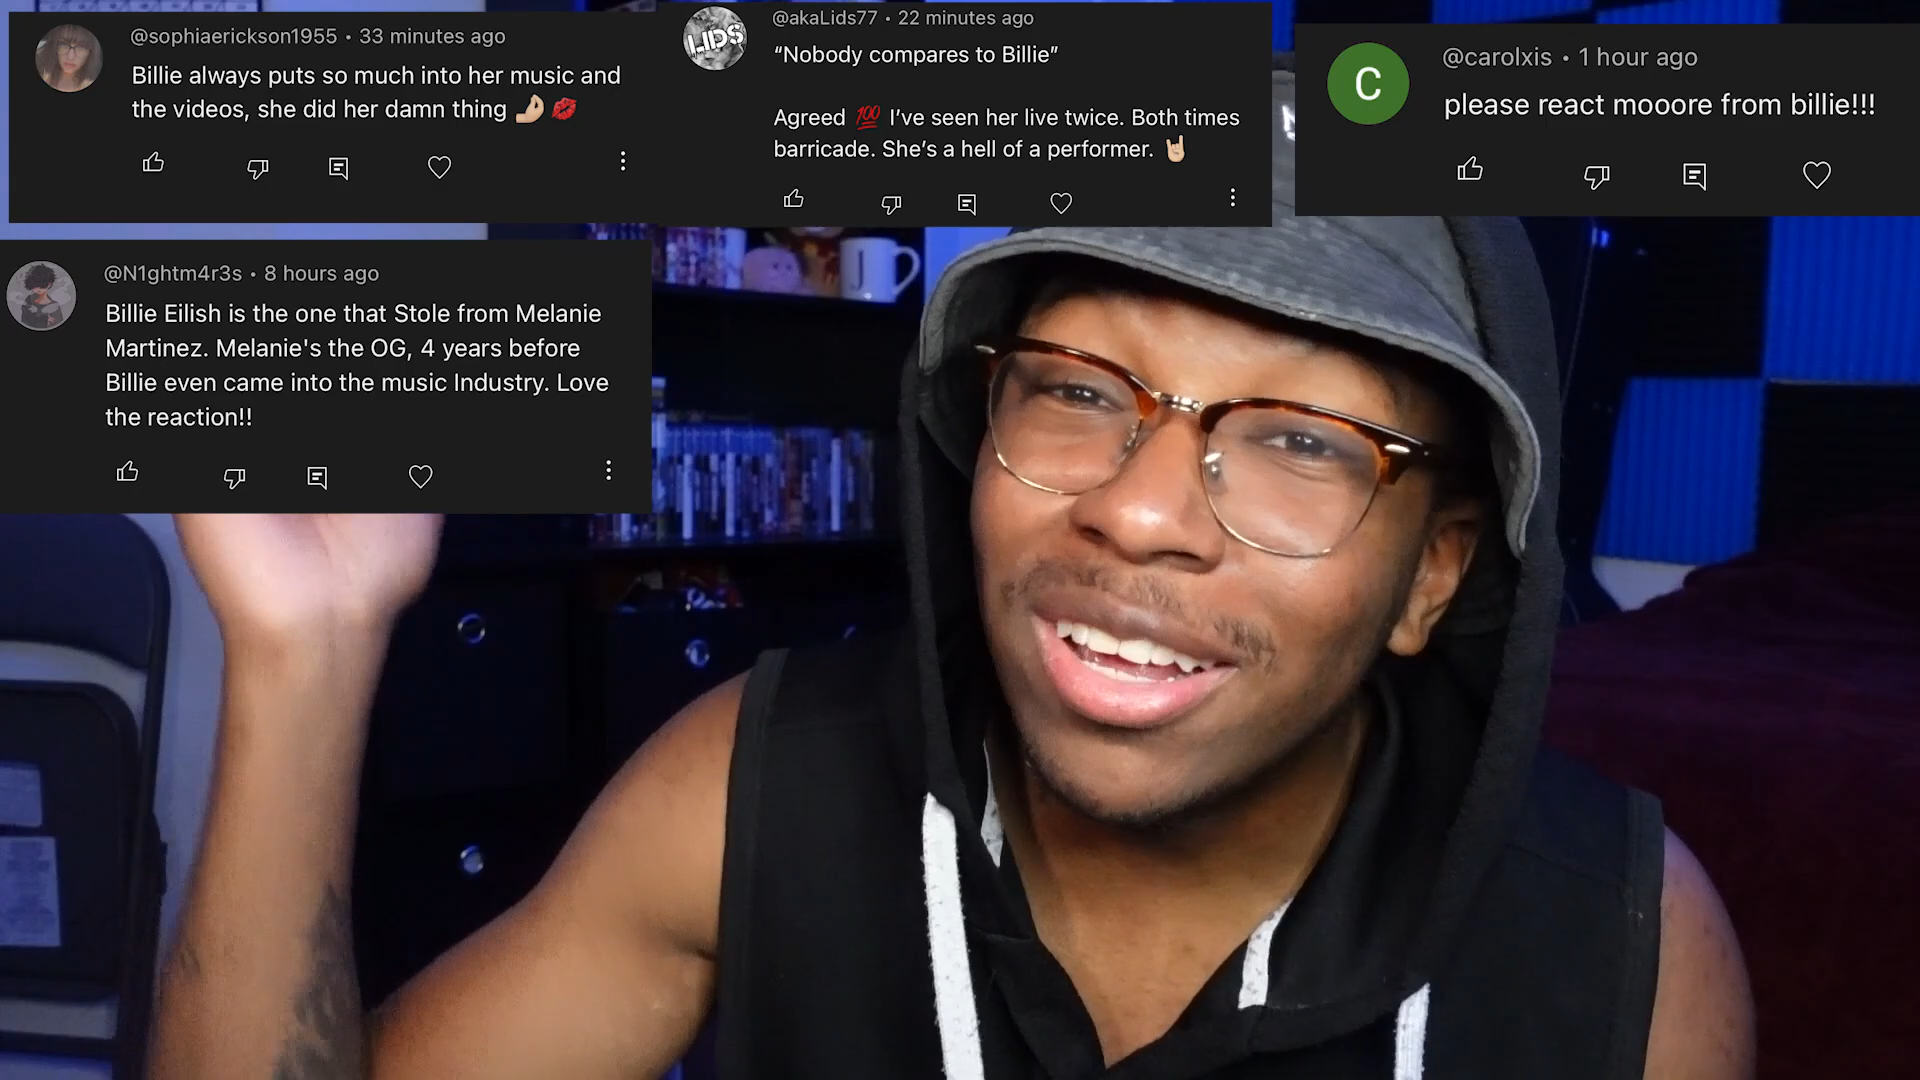 @sophiaerickson1955 • 33 minutes ago
Billie always puts so much into her music and
the videos, she did her damn thing 🤌🏼💋
LIDS
@akaLids77 • 22 minutes ago
“Nobody compares to Billie”
Agreed 💯 I’ve seen her live twice. Both times
barricade. She’s a hell of a performer. 🤘🏼
C
@carolxis • 1 hour ago
please react mooore from billie!!!
@N1ghtm4r3s • 8 hours ago
Billie Eilish is the one that Stole from Melanie
Martinez. Melanie's the OG, 4 years before
Billie even came into the music Industry. Love
the reaction!!
J